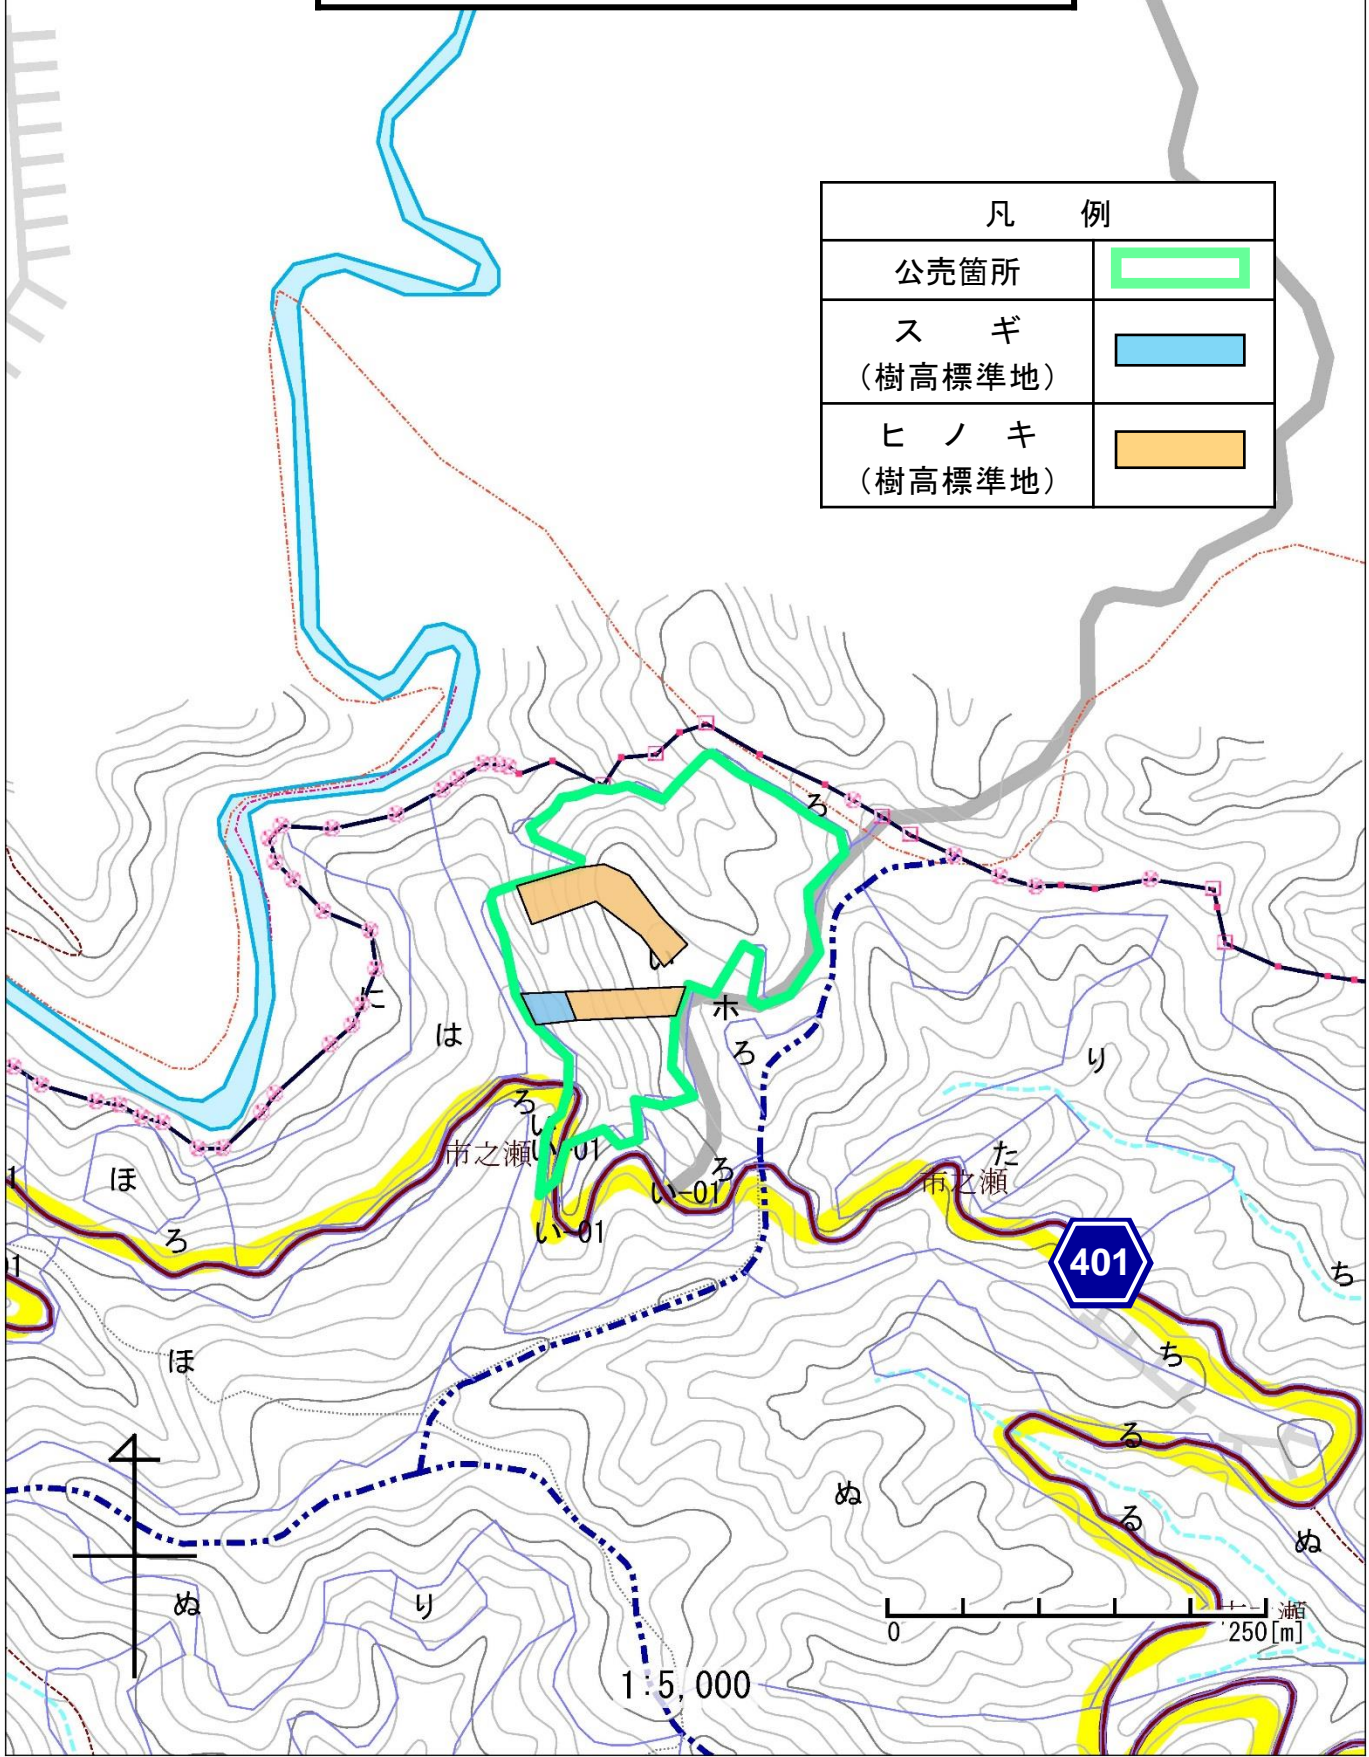 凡 例
公売箇所
ス ギ
(樹高標準地)
ヒ ノ キ
(樹高標準地)
ろ
い
に
ホ
は
ろ
り
ろ
い
市之瀬
い-01
た
ほ
ろ
い-01
市之瀬
ろ
い-01
401
ち
ほ
ち
る
ぬ
る
ぬ
ぬ
り
0
250[m]
1:5,000